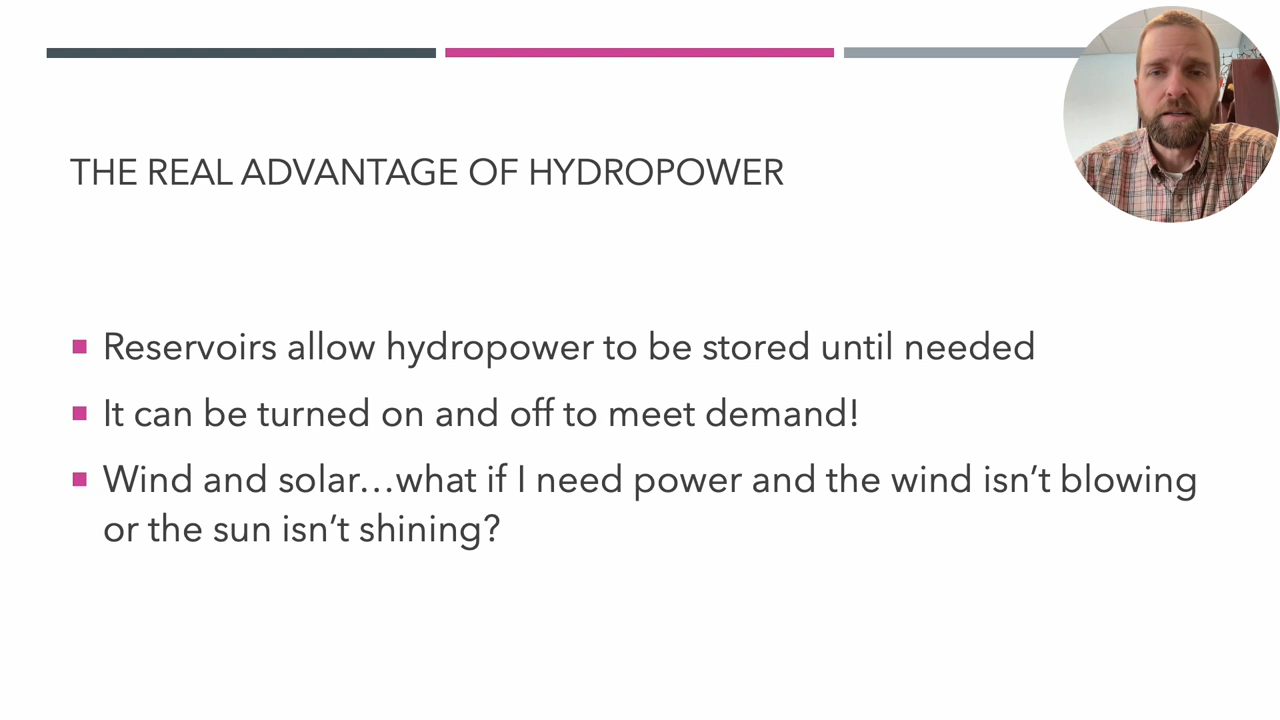 THE REAL ADVANTAGE OF HYDROPOWER
Reservoirs allow hydropower to be stored until needed
It can be turned on and off to meet demand!
Wind and solar…what if I need power and the wind isn’t blowing
or the sun isn’t shining?